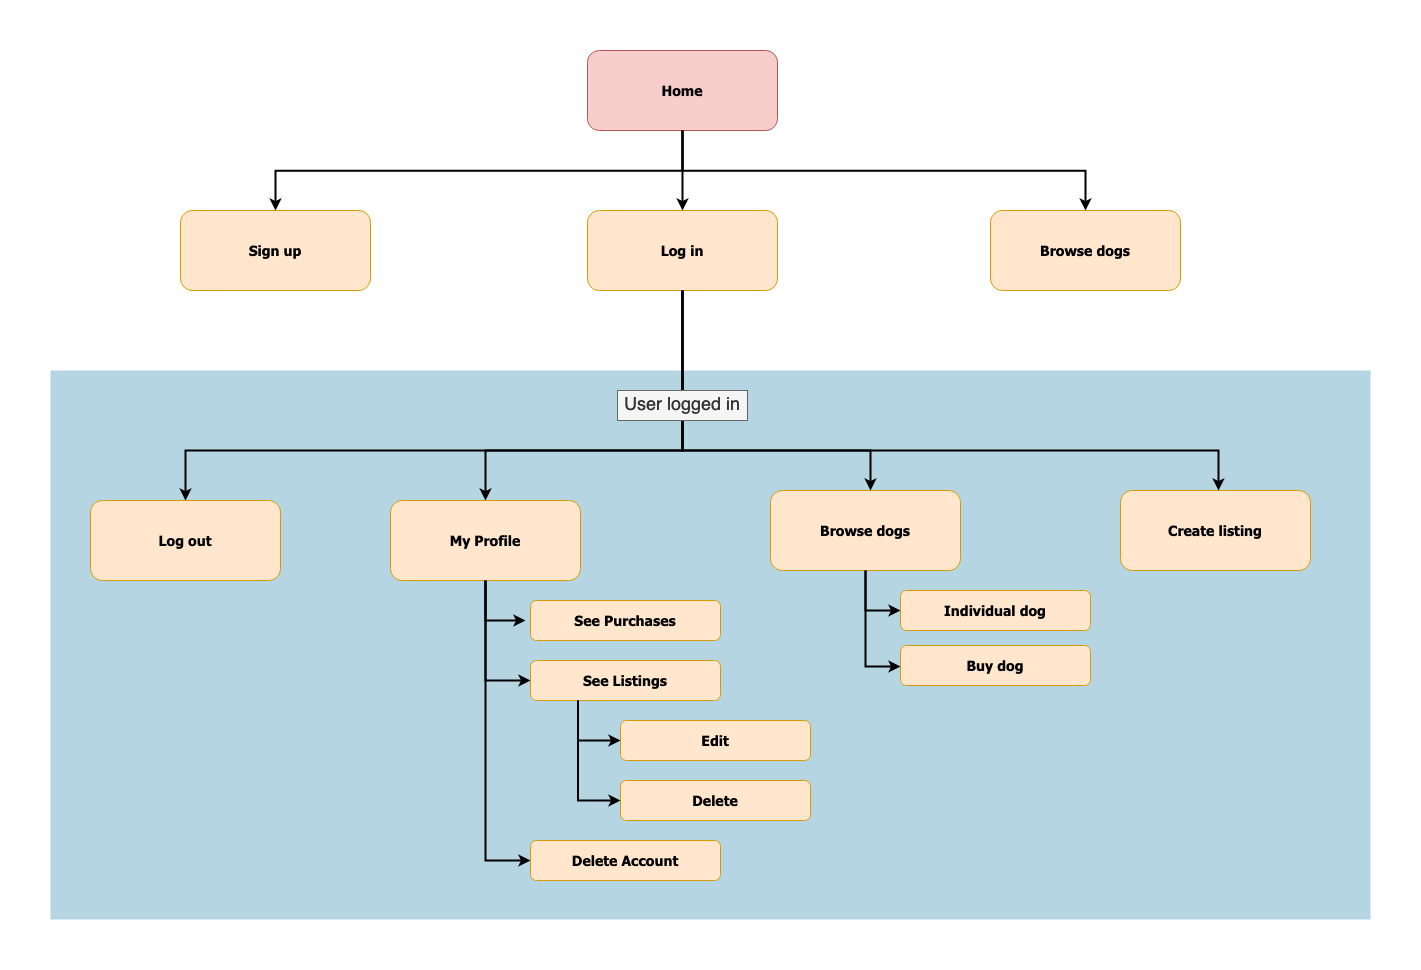 Home
Sign up
Log in
Browse dogs
User logged in
Log out
My Profile
Browse dogs
Create listing
See Purchases
See Listings
Edit
Delete
Delete Account
Individual dog
Buy dog